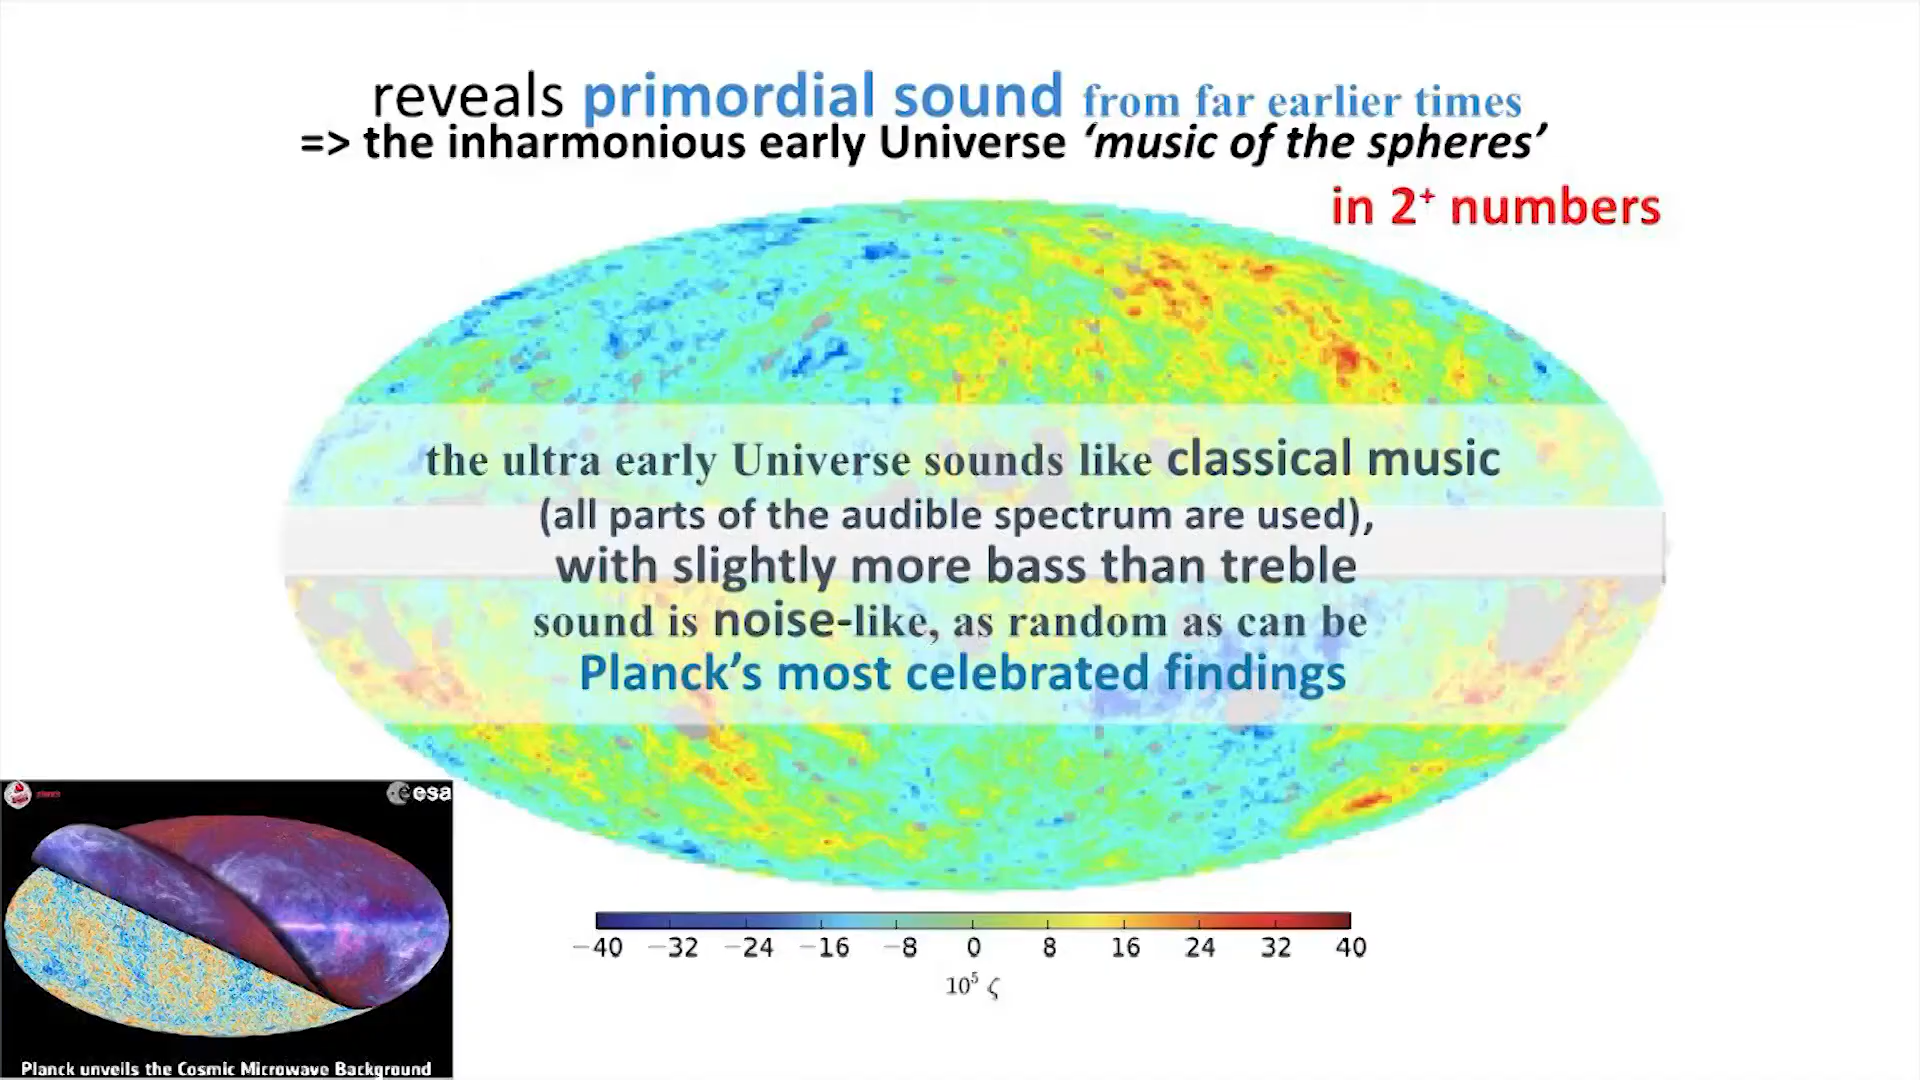 reveals primordial sound from far earlier times
=> the inharmonious early Universe ‘music of the spheres’
in 2⁺ numbers
the ultra early Universe sounds like classical music
(all parts of the audible spectrum are used),
with slightly more bass than treble
sound is noise-like, as random as can be
Planck’s most celebrated findings
−40 −32 −24 −16 −8 0 8 16 24 32 40
10⁵ ζ
planck
esa
Planck unveils the Cosmic Microwave Background